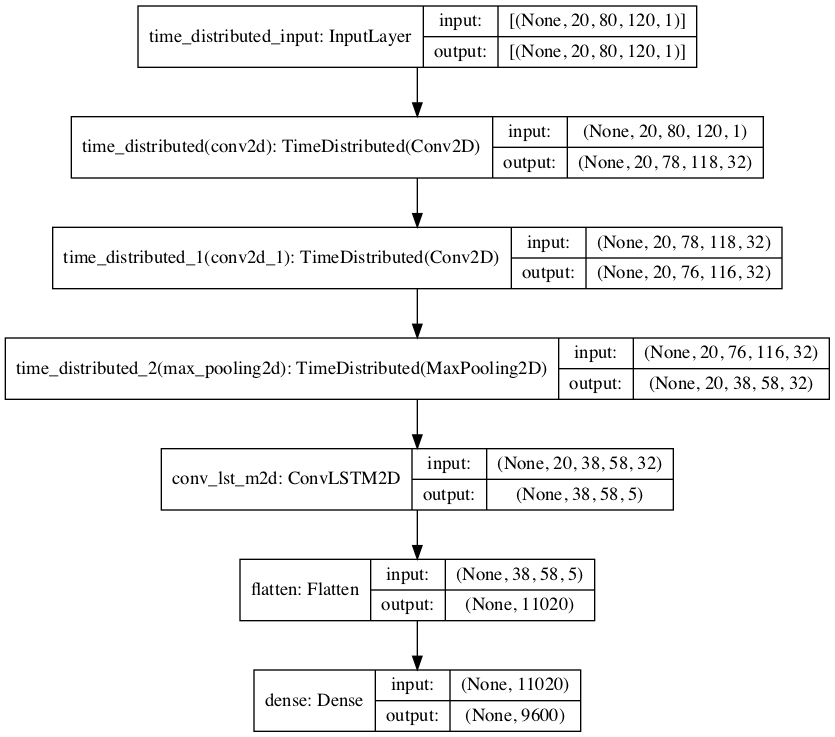 time_distributed_input: InputLayer
input:
[(None, 20, 80, 120, 1)]
output:
[(None, 20, 80, 120, 1)]
time_distributed(conv2d): TimeDistributed(Conv2D)
input:
(None, 20, 80, 120, 1)
output:
(None, 20, 78, 118, 32)
time_distributed_1(conv2d_1): TimeDistributed(Conv2D)
input:
(None, 20, 78, 118, 32)
output:
(None, 20, 76, 116, 32)
time_distributed_2(max_pooling2d): TimeDistributed(MaxPooling2D)
input:
(None, 20, 76, 116, 32)
output:
(None, 20, 38, 58, 32)
conv_lst_m2d: ConvLSTM2D
input:
(None, 20, 38, 58, 32)
output:
(None, 38, 58, 5)
flatten: Flatten
input:
(None, 38, 58, 5)
output:
(None, 11020)
dense: Dense
input:
(None, 11020)
output:
(None, 9600)